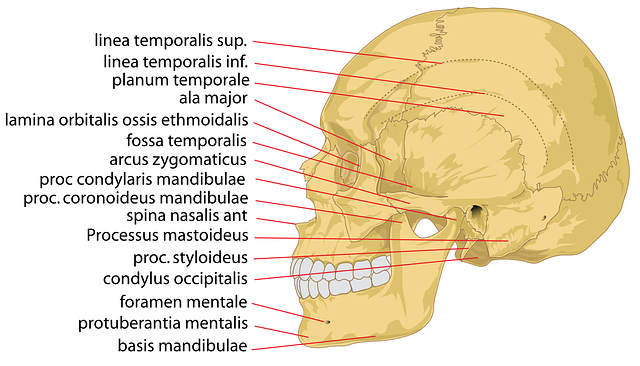 linea temporalis sup.
linea temporalis inf.
planum temporale
ala major
lamina orbitalis ossis ethmoidalis
fossa temporalis
arcus zygomaticus
proc condylaris mandibulae
proc. coronoideus mandibulae
spina nasalis ant
Processus mastoideus
proc. styloideus
condylus occipitalis
foramen mentale
protuberantia mentalis
basis mandibulae